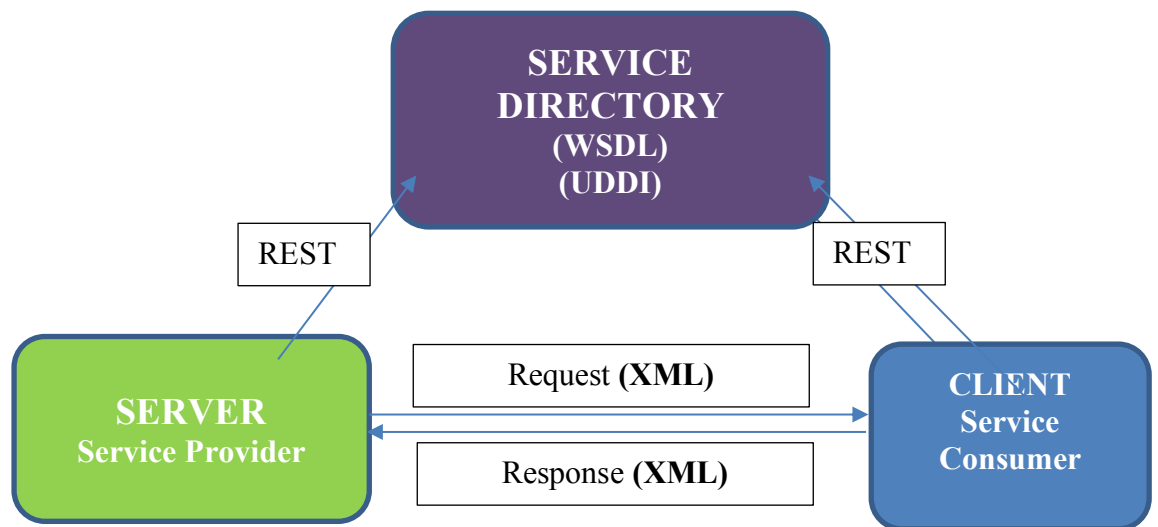 SERVICE
DIRECTORY
(WSDL)
(UDDI)
REST
REST
SERVER
Service Provider
Request (XML)
Response (XML)
CLIENT
Service
Consumer